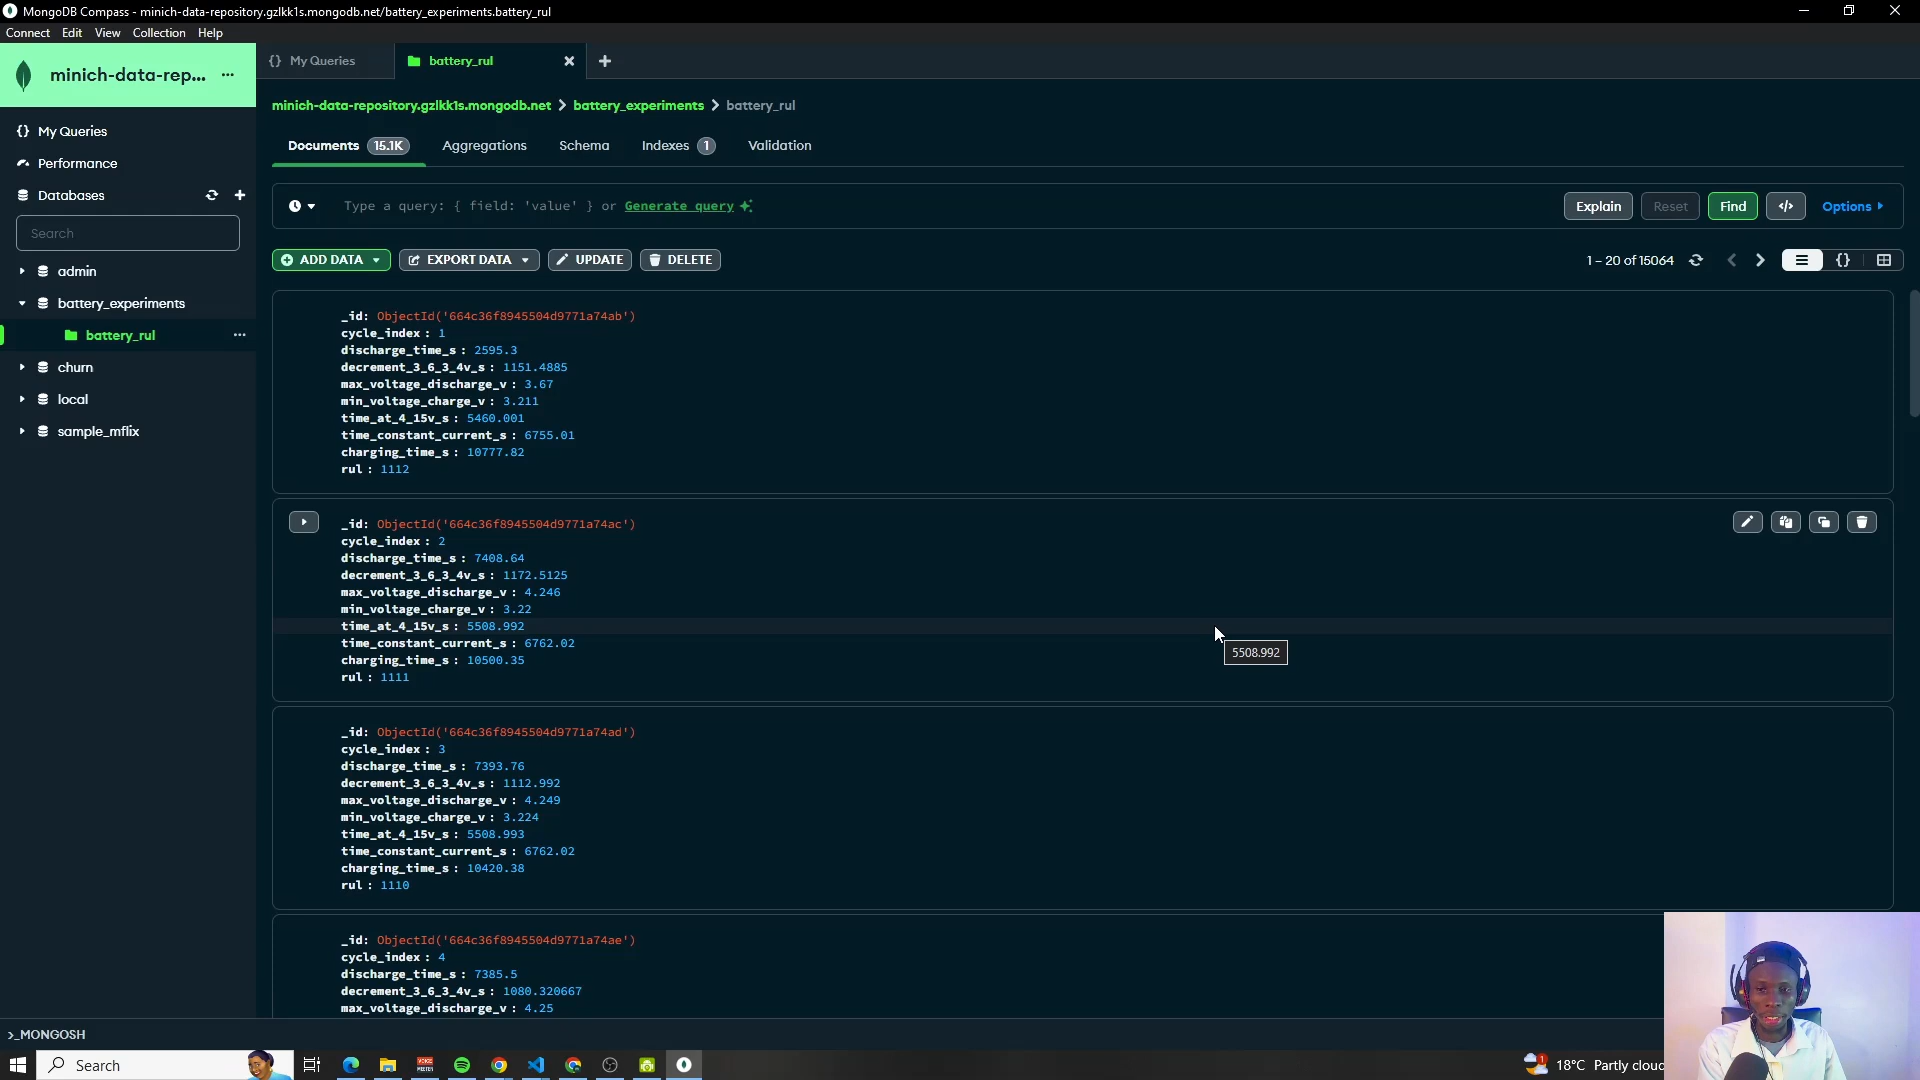 MongoDB Compass - minich-data-repository.gzlkk1s.mongodb.net/battery_experiments.battery_rul
Connect Edit View Collection Help
minich-data-rep... ...
{} My Queries
battery_rul
minich-data-repository.gzlkk1s.mongodb.net > battery_experiments > battery_rul
{} My Queries
Performance
Databases
Search
admin
battery_experiments
battery_rul ...
churn
local
sample_mflix
Documents 15.1K Aggregations Schema Indexes 1 Validation
Type a query: { field: 'value' } or Generate query
Explain Reset Find </> Options
ADD DATA EXPORT DATA UPDATE DELETE
1 – 20 of 15064 {}
_id: ObjectId('664c36f8945504d9771a74ab')
cycle_index : 1
discharge_time_s : 2595.3
decrement_3_6_3_4v_s : 1151.4885
max_voltage_discharge_v : 3.67
min_voltage_charge_v : 3.211
time_at_4_15v_s : 5460.001
time_constant_current_s : 6755.01
charging_time_s : 10777.82
rul : 1112
_id: ObjectId('664c36f8945504d9771a74ac')
cycle_index : 2
discharge_time_s : 7408.64
decrement_3_6_3_4v_s : 1172.5125
max_voltage_discharge_v : 4.246
min_voltage_charge_v : 3.22
time_at_4_15v_s : 5508.992
time_constant_current_s : 6762.02
charging_time_s : 10500.35
rul : 1111
5508.992
_id: ObjectId('664c36f8945504d9771a74ad')
cycle_index : 3
discharge_time_s : 7393.76
decrement_3_6_3_4v_s : 1112.992
max_voltage_discharge_v : 4.249
min_voltage_charge_v : 3.224
time_at_4_15v_s : 5508.993
time_constant_current_s : 6762.02
charging_time_s : 10420.38
rul : 1110
_id: ObjectId('664c36f8945504d9771a74ae')
cycle_index : 4
discharge_time_s : 7385.5
decrement_3_6_3_4v_s : 1080.320667
max_voltage_discharge_v : 4.25
>_MONGOSH
Search
1 18°C Partly cloud